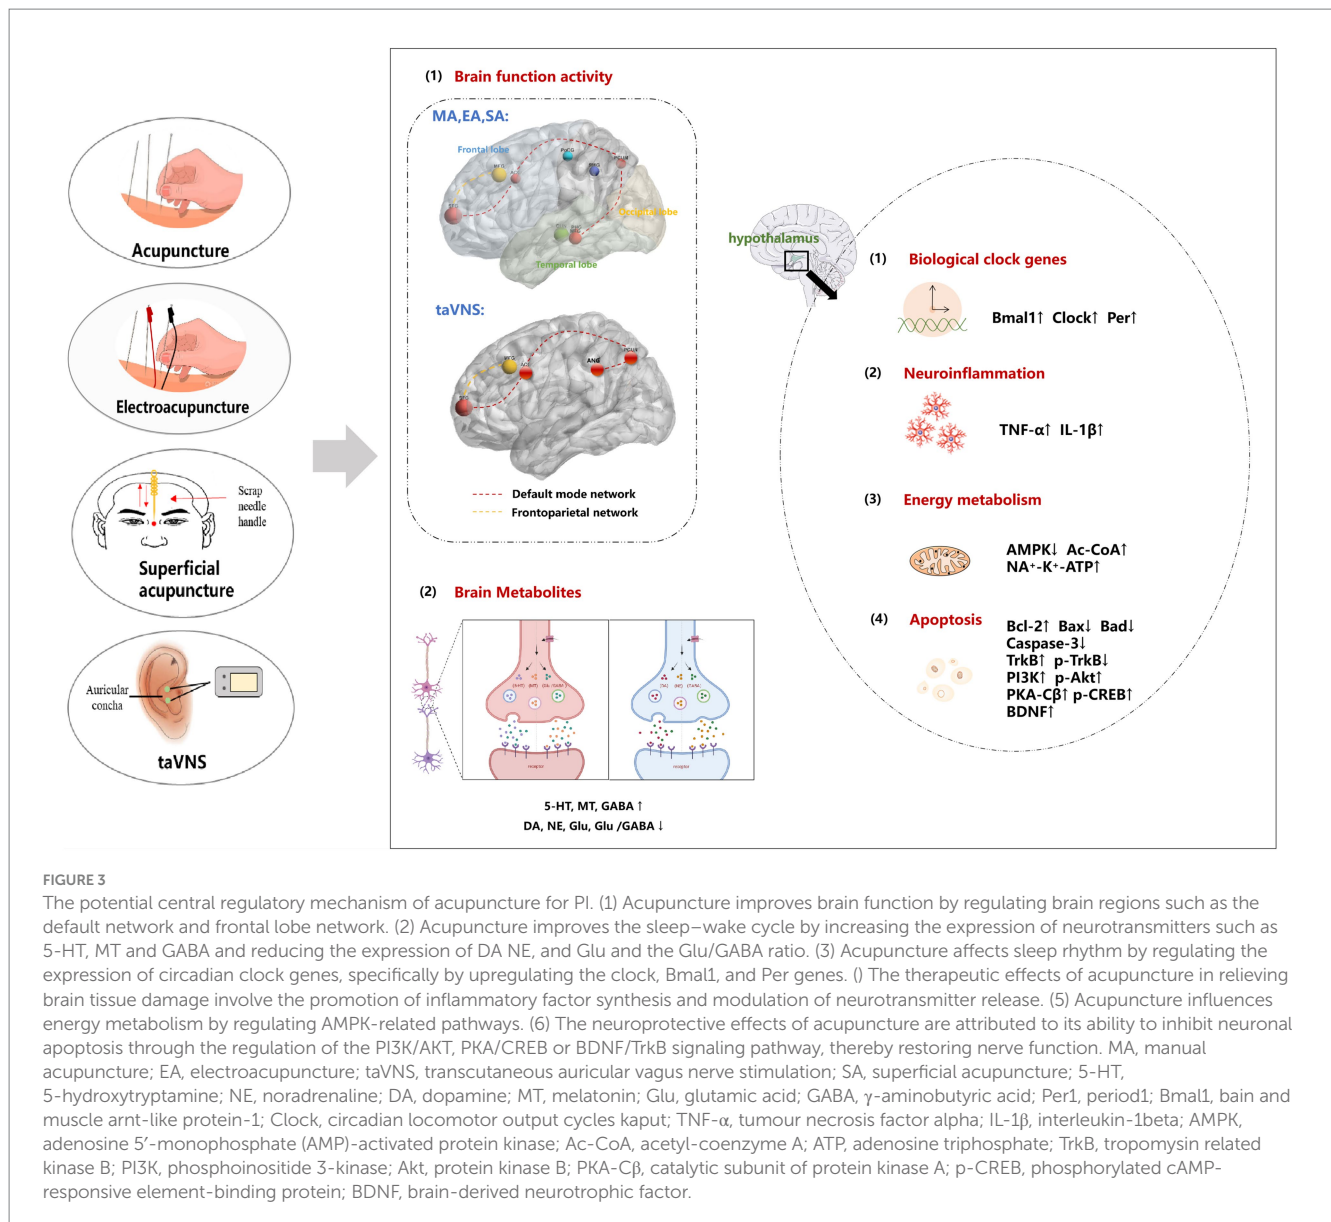 Acupuncture
Electroacupuncture
Scrap
needle
handle
Superficial
acupuncture
Auricular
concha
taVNS
(1) Brain function activity
MA,EA,SA:
Frontal lobe
MFG
PoCG
SFG
Occipital lobe
Temporal lobe
taVNS:
MFG
ACC
ANG
PCUN
SFG
Default mode network
Frontoparietal network
(2) Brain Metabolites
(5-HT) (MT) (Glu /GABA )
receptor
(DA) (NE) (GABA)
receptor
5-HT, MT, GABA ↑
DA, NE, Glu, Glu /GABA ↓
hypothalamus
(1) Biological clock genes
Bmal1↑ Clock↑ Per↑
(2) Neuroinflammation
TNF-α↑ IL-1β↑
(3) Energy metabolism
AMPK↓ Ac-CoA↑
NA⁺-K⁺-ATP↑
(4) Apoptosis
Bcl-2↑ Bax↓ Bad↓
Caspase-3↓
TrkB↑ p-TrkB↓
PI3K↑ p-Akt↑
PKA-Cβ↑ p-CREB↑
BDNF↑
FIGURE 3
The potential central regulatory mechanism of acupuncture for PI. (1) Acupuncture improves brain function by regulating brain regions such as the
default network and frontal lobe network. (2) Acupuncture improves the sleep–wake cycle by increasing the expression of neurotransmitters such as
5-HT, MT and GABA and reducing the expression of DA NE, and Glu and the Glu/GABA ratio. (3) Acupuncture affects sleep rhythm by regulating the
expression of circadian clock genes, specifically by upregulating the clock, Bmal1, and Per genes. () The therapeutic effects of acupuncture in relieving
brain tissue damage involve the promotion of inflammatory factor synthesis and modulation of neurotransmitter release. (5) Acupuncture influences
energy metabolism by regulating AMPK-related pathways. (6) The neuroprotective effects of acupuncture are attributed to its ability to inhibit neuronal
apoptosis through the regulation of the PI3K/AKT, PKA/CREB or BDNF/TrkB signaling pathway, thereby restoring nerve function. MA, manual
acupuncture; EA, electroacupuncture; taVNS, transcutaneous auricular vagus nerve stimulation; SA, superficial acupuncture; 5-HT,
5-hydroxytryptamine; NE, noradrenaline; DA, dopamine; MT, melatonin; Glu, glutamic acid; GABA, γ-aminobutyric acid; Per1, period1; Bmal1, bain and
muscle arnt-like protein-1; Clock, circadian locomotor output cycles kaput; TNF-α, tumour necrosis factor alpha; IL-1β, interleukin-1beta; AMPK,
adenosine 5′-monophosphate (AMP)-activated protein kinase; Ac-CoA, acetyl-coenzyme A; ATP, adenosine triphosphate; TrkB, tropomysin related
kinase B; PI3K, phosphoinositide 3-kinase; Akt, protein kinase B; PKA-Cβ, catalytic subunit of protein kinase A; p-CREB, phosphorylated cAMP-
responsive element-binding protein; BDNF, brain-derived neurotrophic factor.